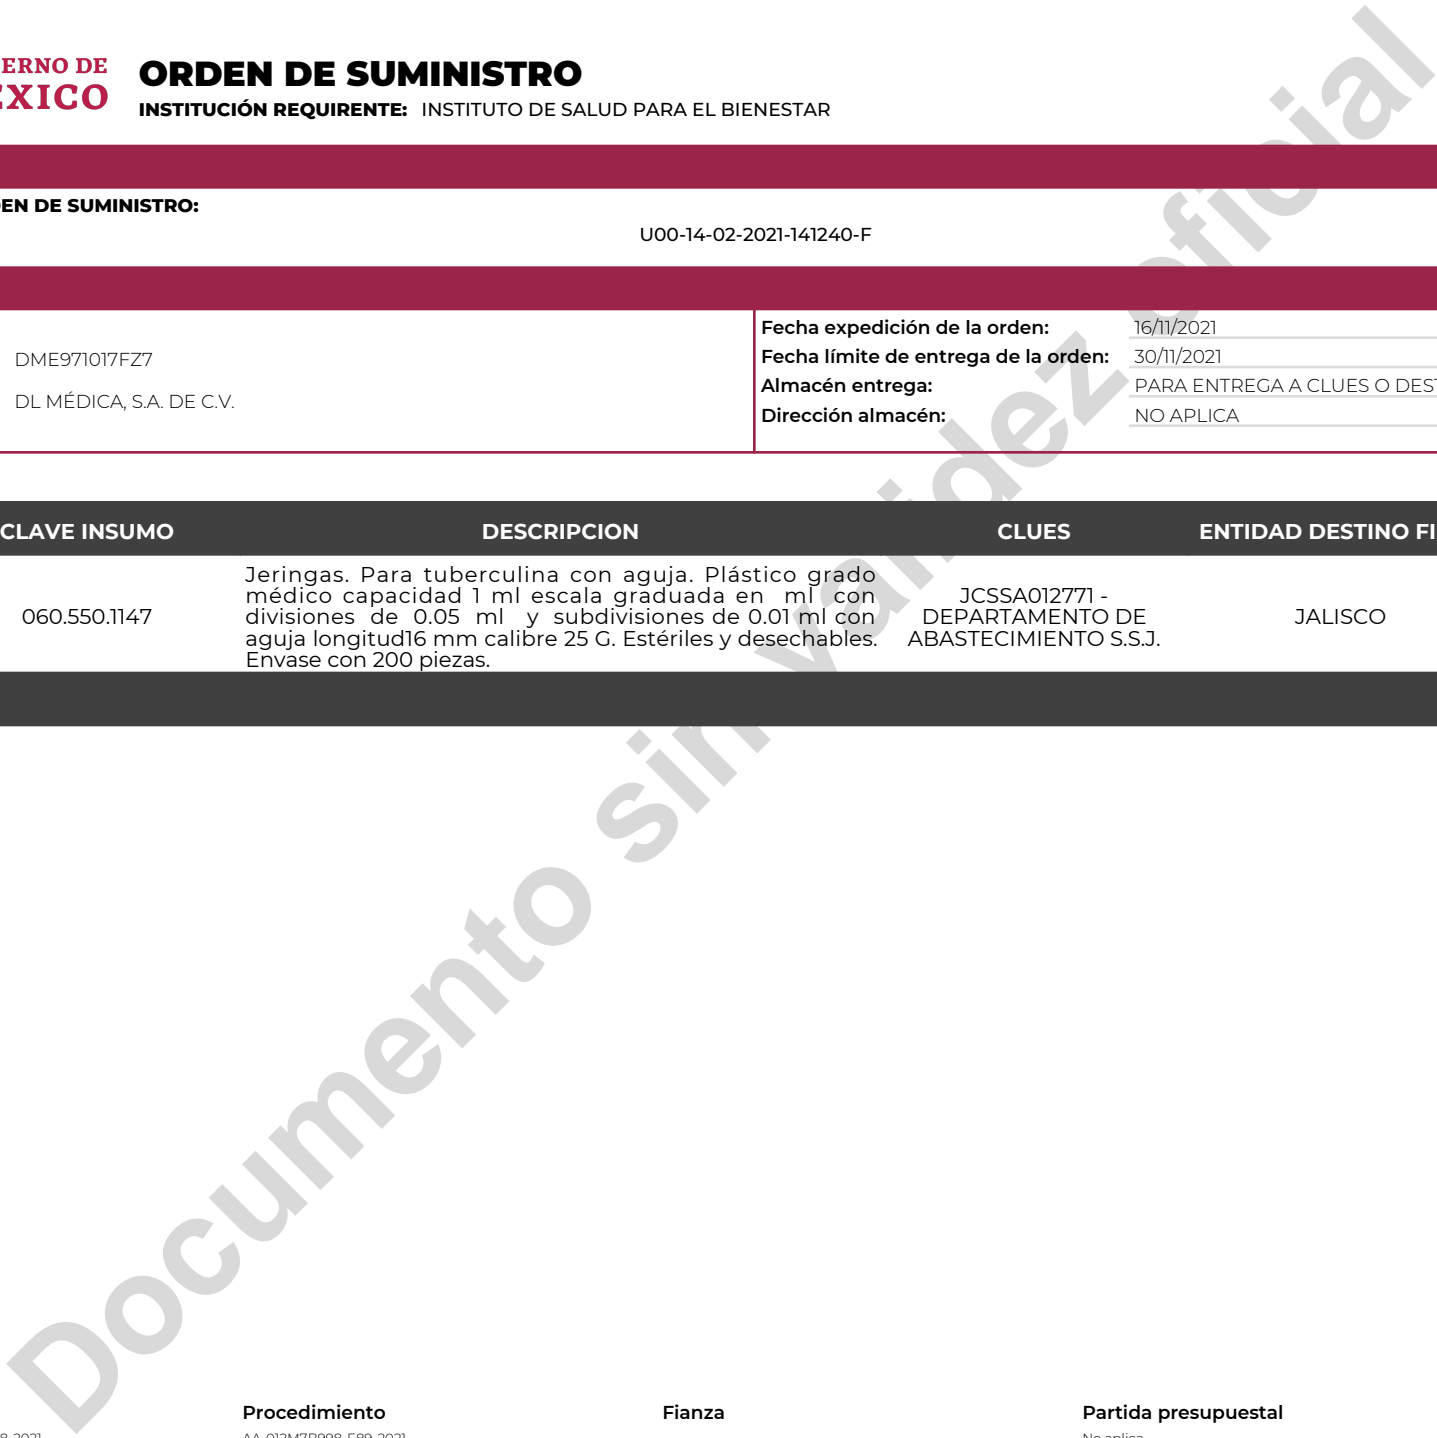 ERNO DE
ÉXICO
ORDEN DE SUMINISTRO
INSTITUCIÓN REQUIRENTE: INSTITUTO DE SALUD PARA EL BIENESTAR
EN DE SUMINISTRO:
U00-14-02-2021-141240-F
DME971017FZ7
DL MÉDICA, S.A. DE C.V.
Fecha expedición de la orden: 16/11/2021
Fecha límite de entrega de la orden: 30/11/2021
Almacén entrega: PARA ENTREGA A CLUES O DEST
Dirección almacén: NO APLICA
CLAVE INSUMO DESCRIPCION CLUES ENTIDAD DESTINO FI
060.550.1147
Jeringas. Para tuberculina con aguja. Plástico grado
médico capacidad 1 ml escala graduada en ml con
divisiones de 0.05 ml y subdivisiones de 0.01 ml con
aguja longitud16 mm calibre 25 G. Estériles y desechables.
Envase con 200 piezas.
JCSSA012771 -
DEPARTAMENTO DE
ABASTECIMIENTO S.S.J.
JALISCO
Documento sin validez oficial
Procedimiento Fianza Partida presupuestal